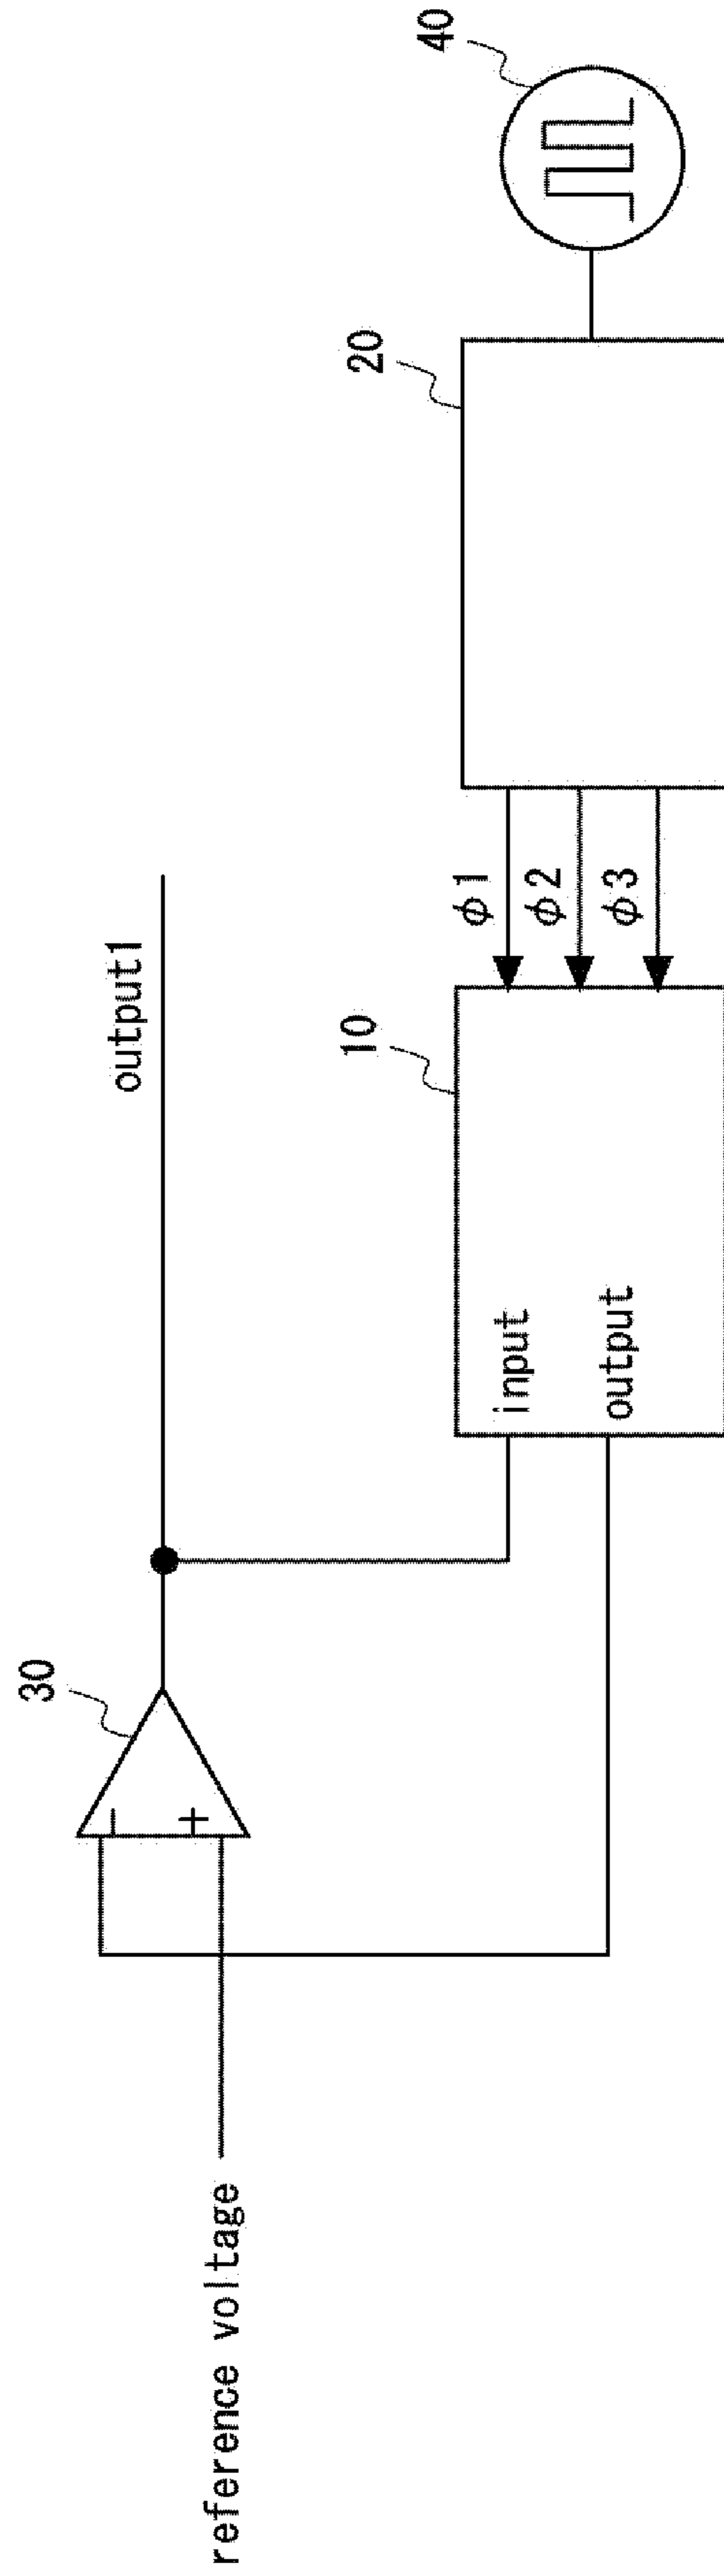 30
−
+
output1
reference voltage
10
20
40
input
output
φ1
φ2
φ3